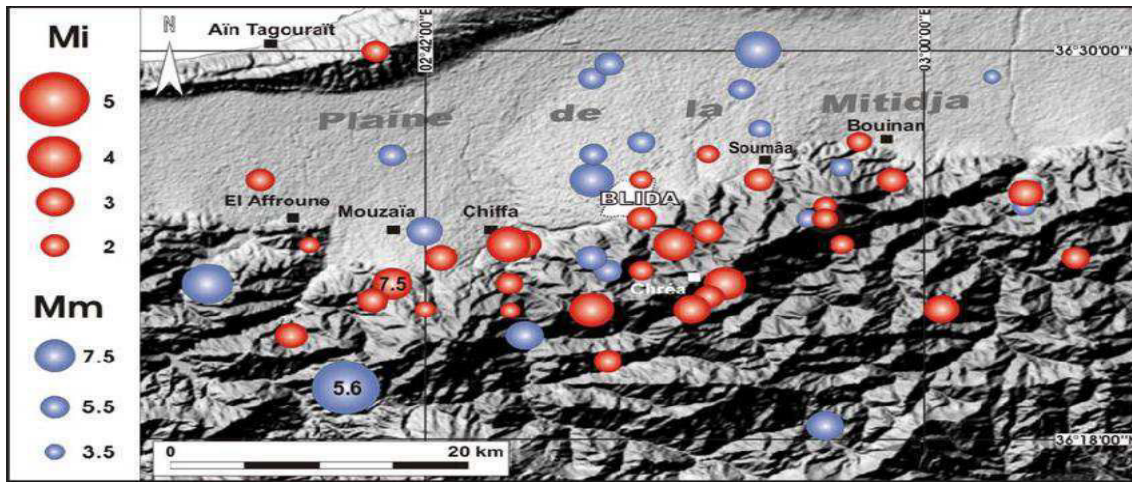 Mi
5
4
3
2
Mm
7.5
5.5
3.5
N
Aïn Tagouraït
02°42'00"E
03°00'00"E
36°30'00"N
Plaine de la Mitidja
Bouinan
Soumâa
BLIDA
El Affroune
Mouzaïa
Chiffa
7.5
Chréa
5.6
0
20 km
36°18'00"N